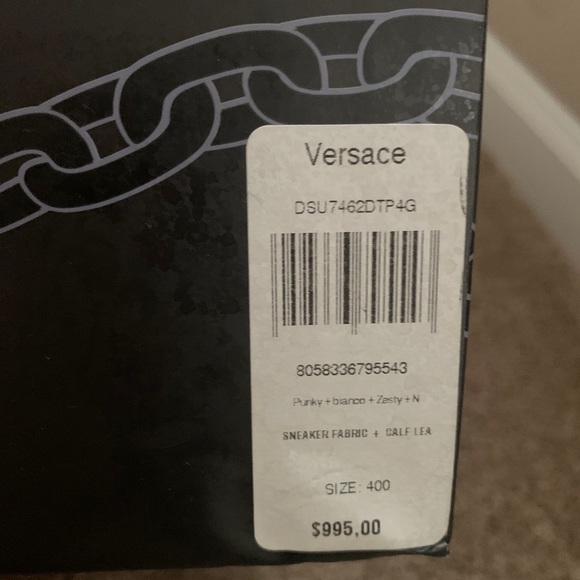 Versace
DSU7462DTP4G
8058336795543
Punky + bianco + Zesty + N
SNEAKER FABRIC + CALF LEA
SIZE: 400
$995,00